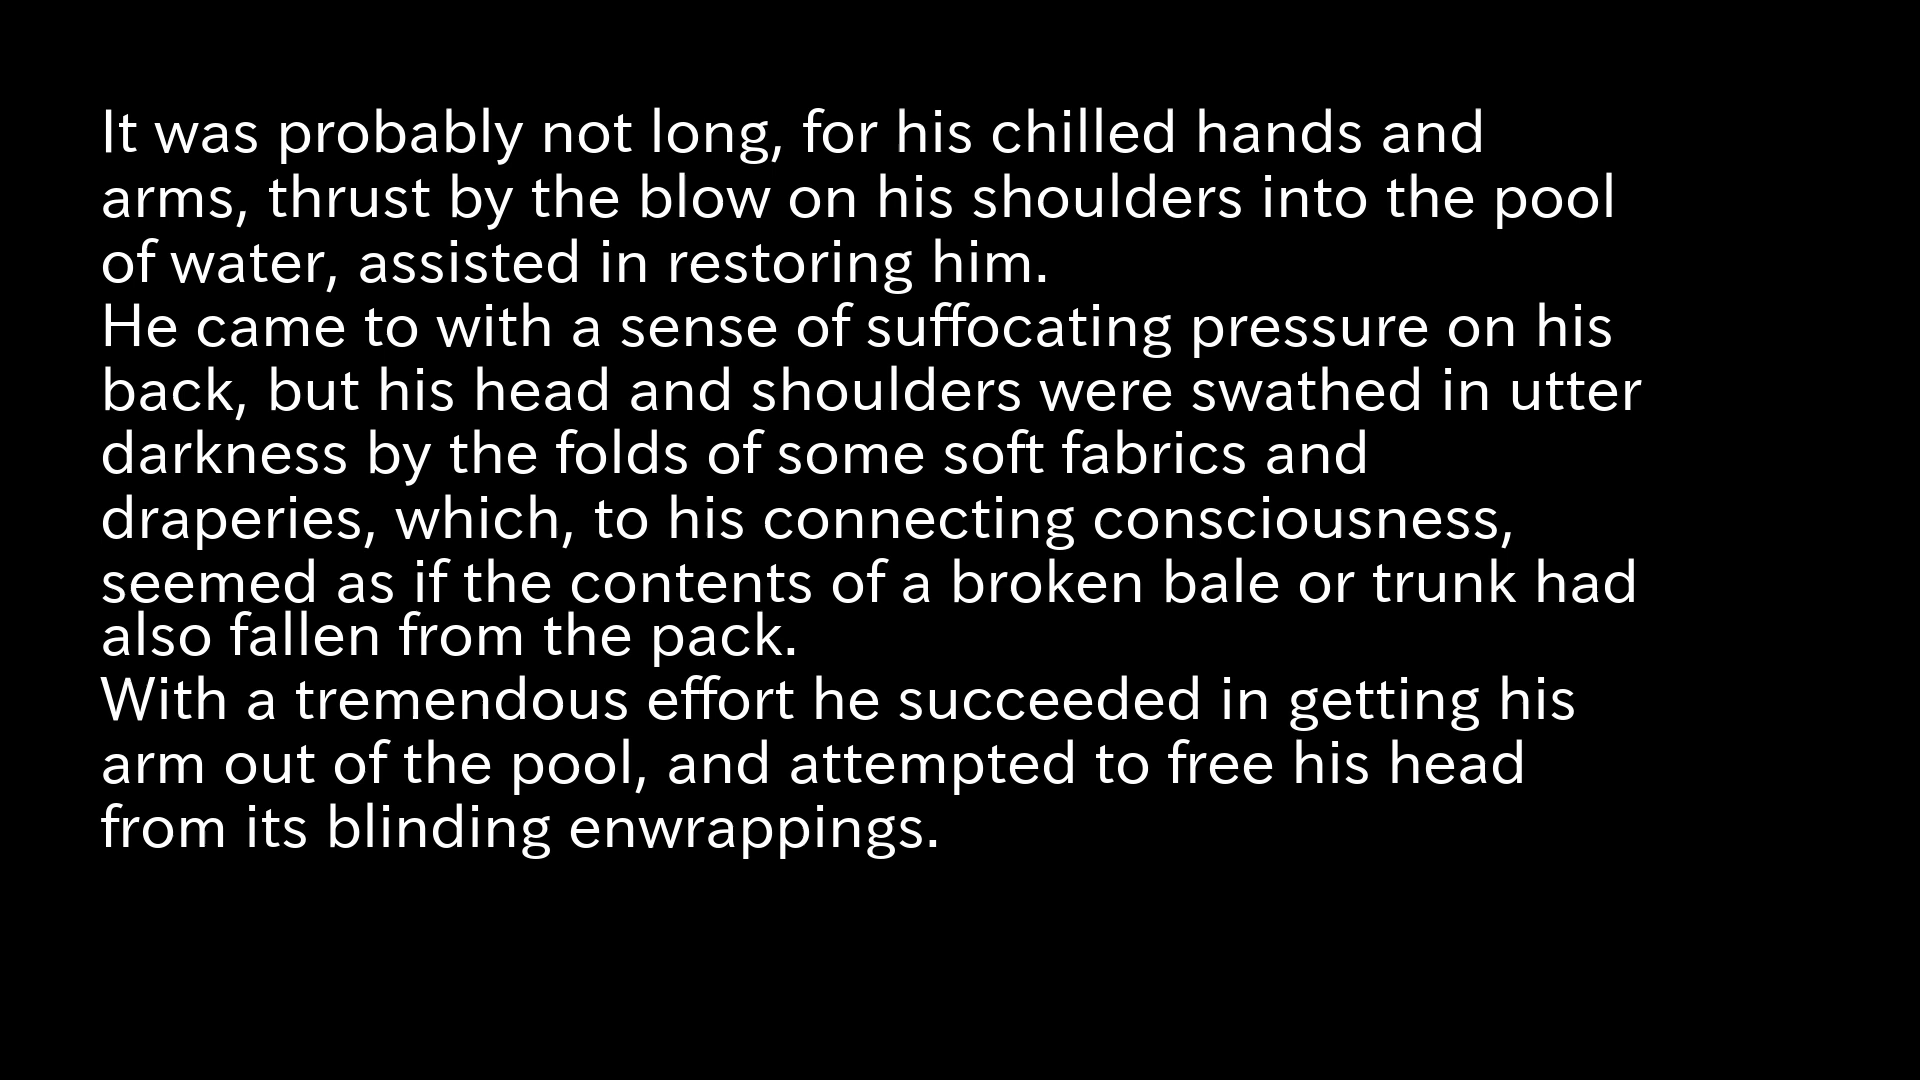 It was probably not long, for his chilled hands and
arms, thrust by the blow on his shoulders into the pool
of water, assisted in restoring him.
He came to with a sense of suffocating pressure on his
back, but his head and shoulders were swathed in utter
darkness by the folds of some soft fabrics and
draperies, which, to his connecting consciousness,
seemed as if the contents of a broken bale or trunk had
also fallen from the pack.
With a tremendous effort he succeeded in getting his
arm out of the pool, and attempted to free his head
from its blinding enwrappings.